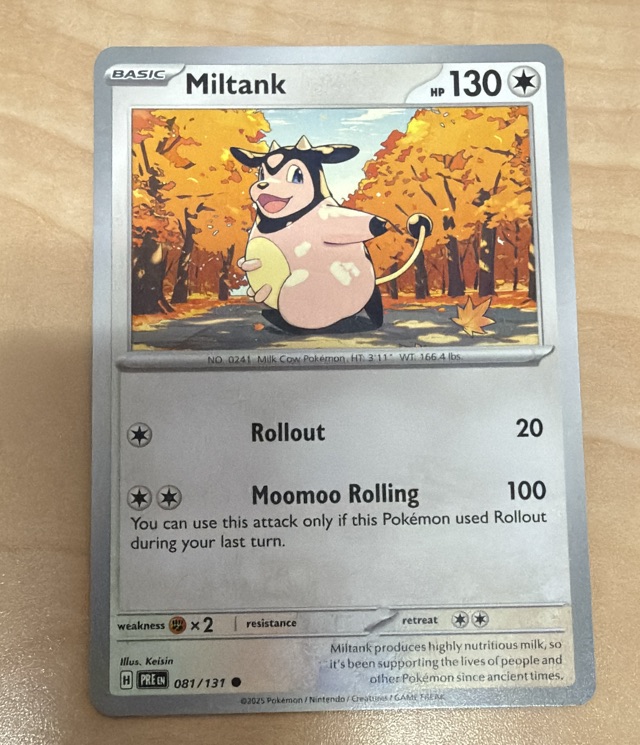 BASIC Miltank HP 130
NO. 0241 Milk Cow Pokémon HT: 3'11" WT: 166.4 lbs.
Rollout 20
Moomoo Rolling 100
You can use this attack only if this Pokémon used Rollout
during your last turn.
weakness ×2 resistance retreat
Illus. Keisin
Miltank produces highly nutritious milk, so
it's been supporting the lives of people and
other Pokémon since ancient times.
H PRE EN 081/131
©2025 Pokémon / Nintendo / Creatures / GAME FREAK